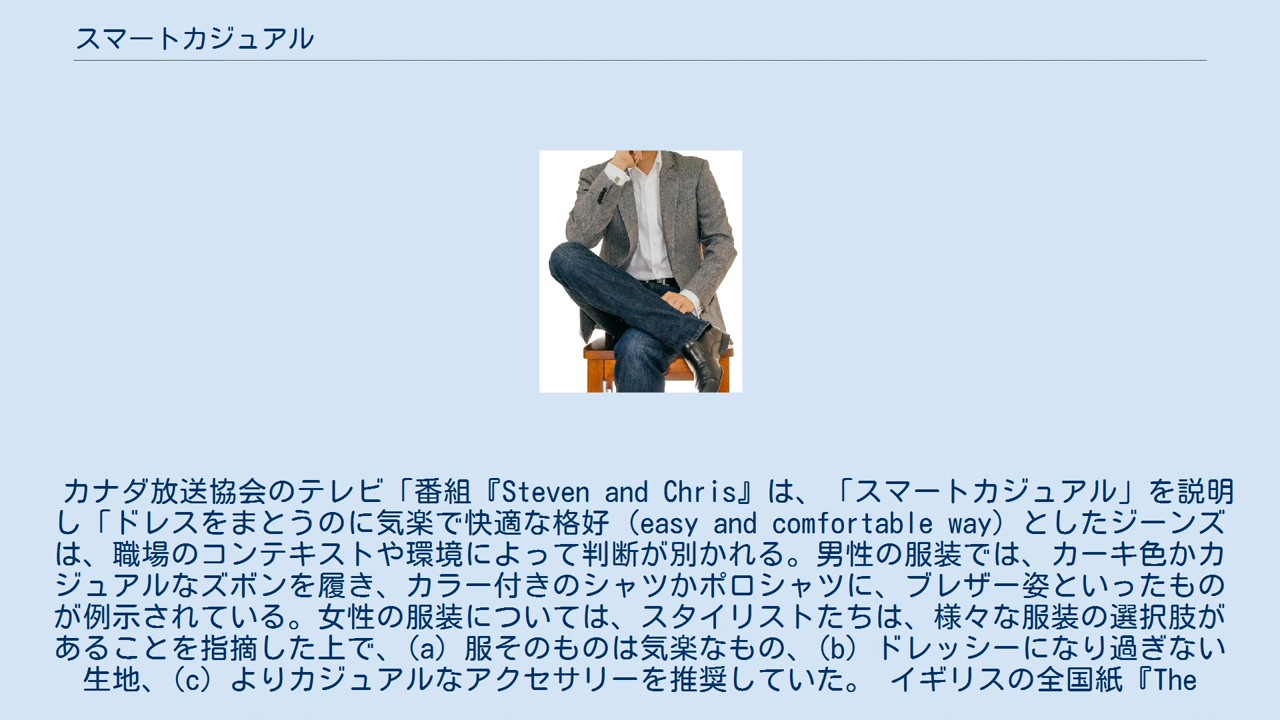 スマートカジュアル
カナダ放送協会のテレビ「番組『Steven and Chris』は、「スマートカジュアル」を説明
し「ドレスをまとうのに気楽で快適な格好（easy and comfortable way）としたジーンズ
は、職場のコンテキストや環境によって判断が別かれる。男性の服装では、カーキ色かカ
ジュアルなズボンを履き、カラー付きのシャツかポロシャツに、ブレザー姿といったもの
が例示されている。女性の服装については、スタイリストたちは、様々な服装の選択肢が
あることを指摘した上で、（a）服そのものは気楽なもの、（b）ドレッシーになり過ぎない
生地、（c）よりカジュアルなアクセサリーを推奨していた。 イギリスの全国紙『The